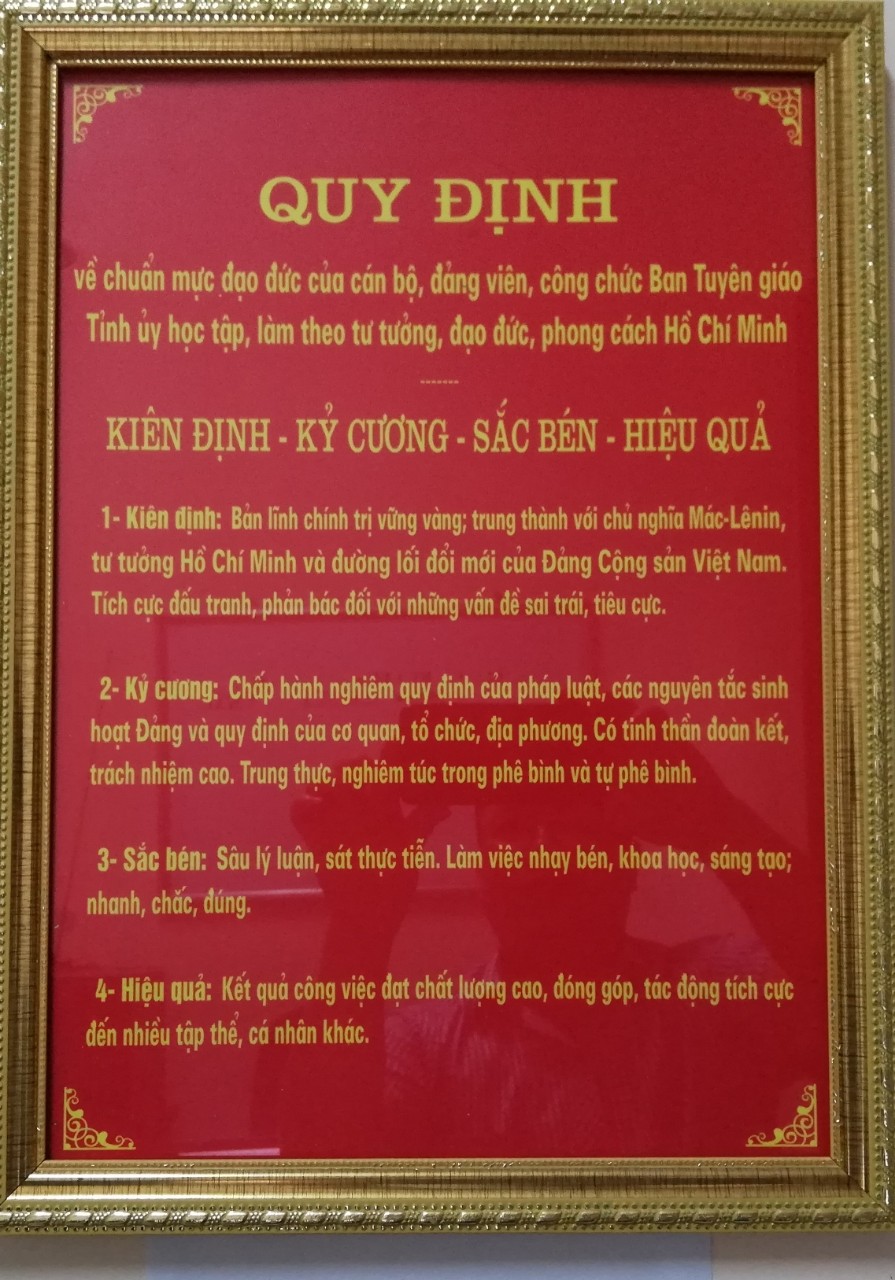 QUY ĐỊNH
về chuẩn mực đạo đức của cán bộ, đảng viên, công chức Ban Tuyên giáo
Tỉnh ủy học tập, làm theo tư tưởng, đạo đức, phong cách Hồ Chí Minh
-------
KIÊN ĐỊNH - KỶ CƯƠNG - SẮC BÉN - HIỆU QUẢ
1- Kiên định: Bản lĩnh chính trị vững vàng; trung thành với chủ nghĩa Mác-Lênin,
tư tưởng Hồ Chí Minh và đường lối đổi mới của Đảng Cộng sản Việt Nam.
Tích cực đấu tranh, phản bác đối với những vấn đề sai trái, tiêu cực.
2- Kỷ cương: Chấp hành nghiêm quy định của pháp luật, các nguyên tắc sinh
hoạt Đảng và quy định của cơ quan, tổ chức, địa phương. Có tinh thần đoàn kết,
trách nhiệm cao. Trung thực, nghiêm túc trong phê bình và tự phê bình.
3- Sắc bén: Sâu lý luận, sát thực tiễn. Làm việc nhạy bén, khoa học, sáng tạo;
nhanh, chắc, đúng.
4- Hiệu quả: Kết quả công việc đạt chất lượng cao, đóng góp, tác động tích cực
đến nhiều tập thể, cá nhân khác.